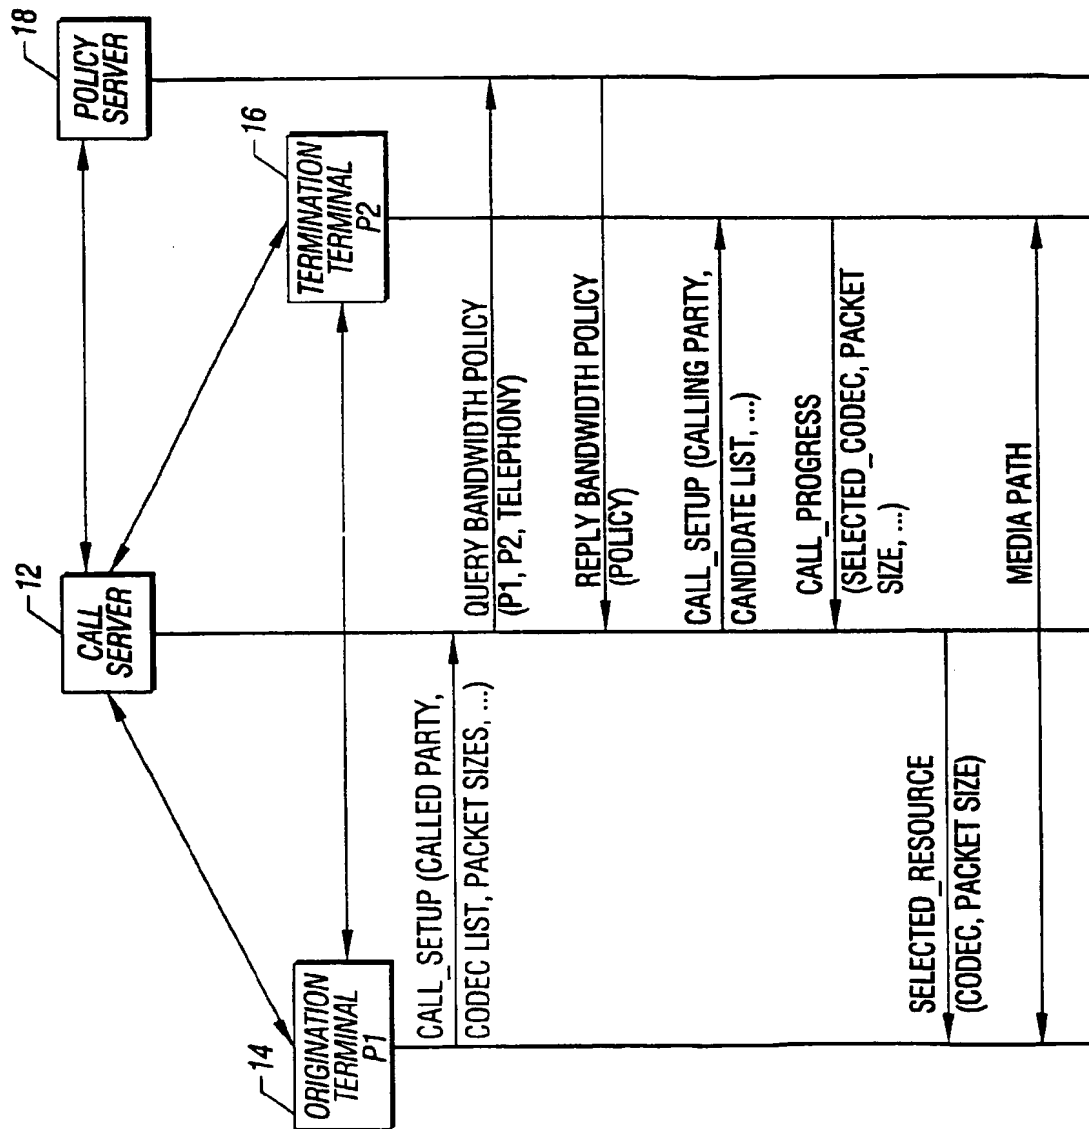 18
POLICY
SERVER
16
TERMINATION
TERMINAL
P2
12
CALL
SERVER
14
ORIGINATION
TERMINAL
P1
CALL_SETUP (CALLED PARTY,
CODEC LIST, PACKET SIZES, ...)
QUERY BANDWIDTH POLICY
(P1, P2, TELEPHONY)
REPLY BANDWIDTH POLICY
(POLICY)
CALL_SETUP (CALLING PARTY,
CANDIDATE LIST, ...)
CALL_PROGRESS
(SELECTED_CODEC, PACKET
SIZE, ...)
SELECTED_RESOURCE
(CODEC, PACKET SIZE)
MEDIA PATH